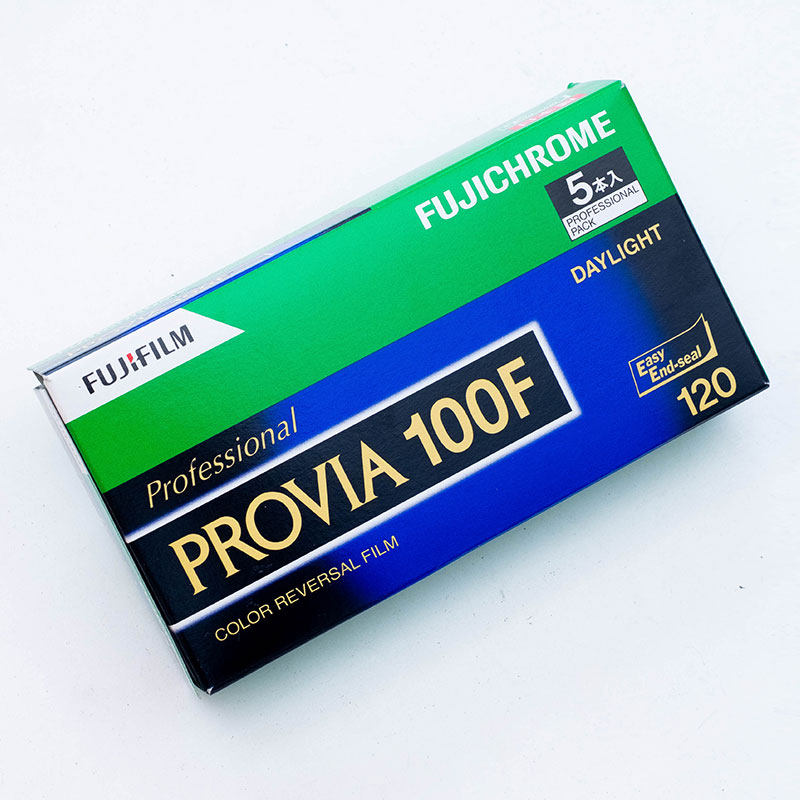 FUJICHROME
5本入
PROFESSIONAL
PACK
DAYLIGHT
FUJIFILM
Easy
End-seal
120
Professional
PROVIA 100F
COLOR REVERSAL FILM